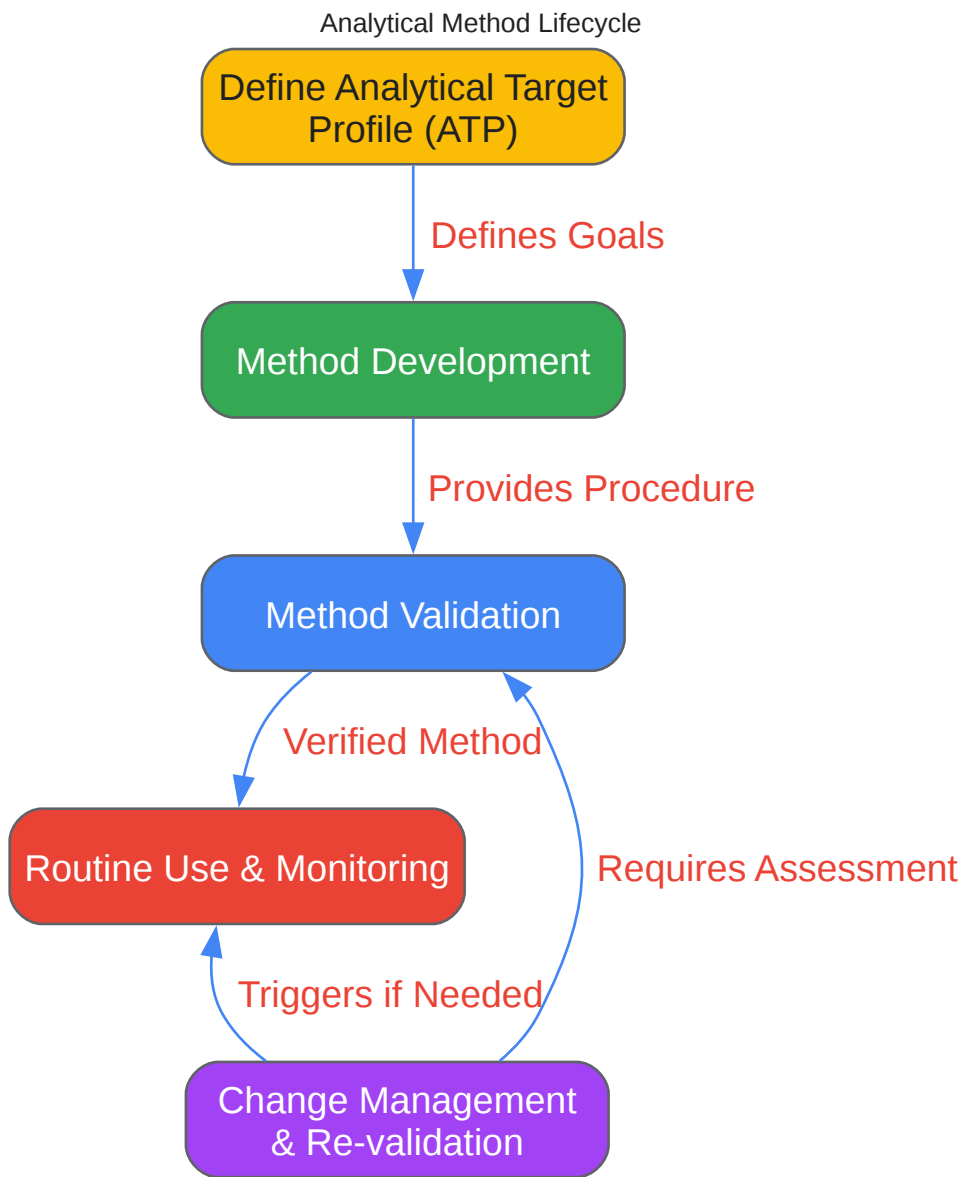 Analytical Method Lifecycle
Define Analytical Target
Profile (ATP)
Defines Goals
Method Development
Provides Procedure
Method Validation
Verified Method
Routine Use & Monitoring
Requires Assessment
Triggers if Needed
Change Management
& Re-validation